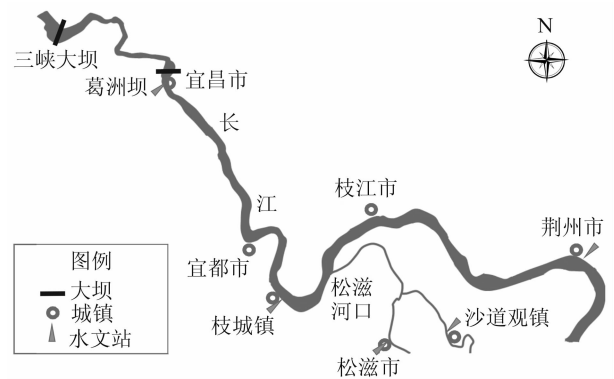 N
三峡大坝
葛洲坝
宜昌市
长
江
枝江市
荆州市
宜都市
松滋
河口
枝城镇
沙道观镇
松滋市
图例
大坝
城镇
水文站